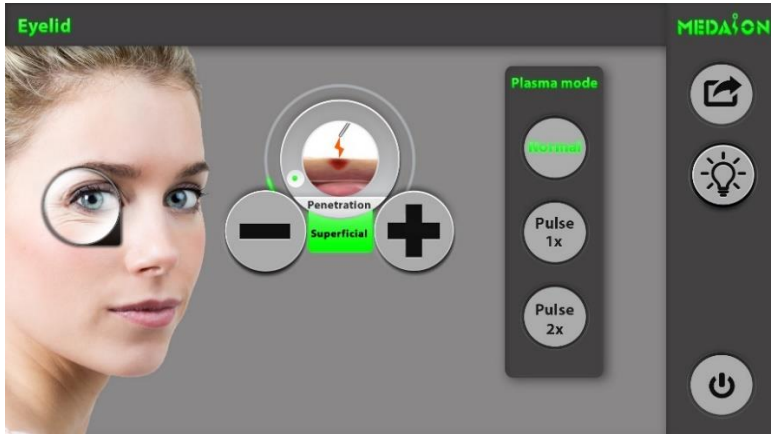 Eyelid
MEDAION
Penetration
Superficial
Plasma mode
Normal
Pulse
1x
Pulse
2x